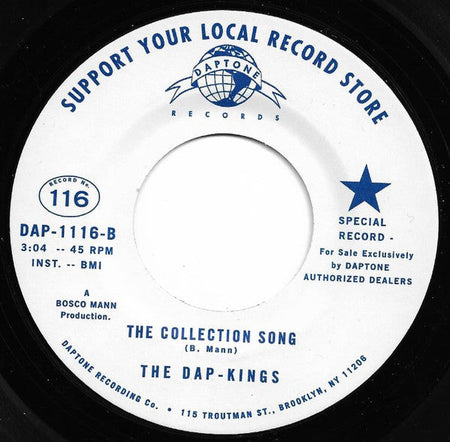 SUPPORT YOUR LOCAL RECORD STORE
DAPTONE
RECORDS
RECORD No.
116
DAP-1116-B
3:04 -- 45 RPM
INST. -- BMI
A
BOSCO MANN
Production.
SPECIAL
RECORD -
For Sale Exclusively
by DAPTONE
AUTHORIZED DEALERS
THE COLLECTION SONG
(B. Mann)
THE DAP-KINGS
DAPTONE RECORDING Co. • 115 TROUTMAN ST., BROOKLYN, NY 11206